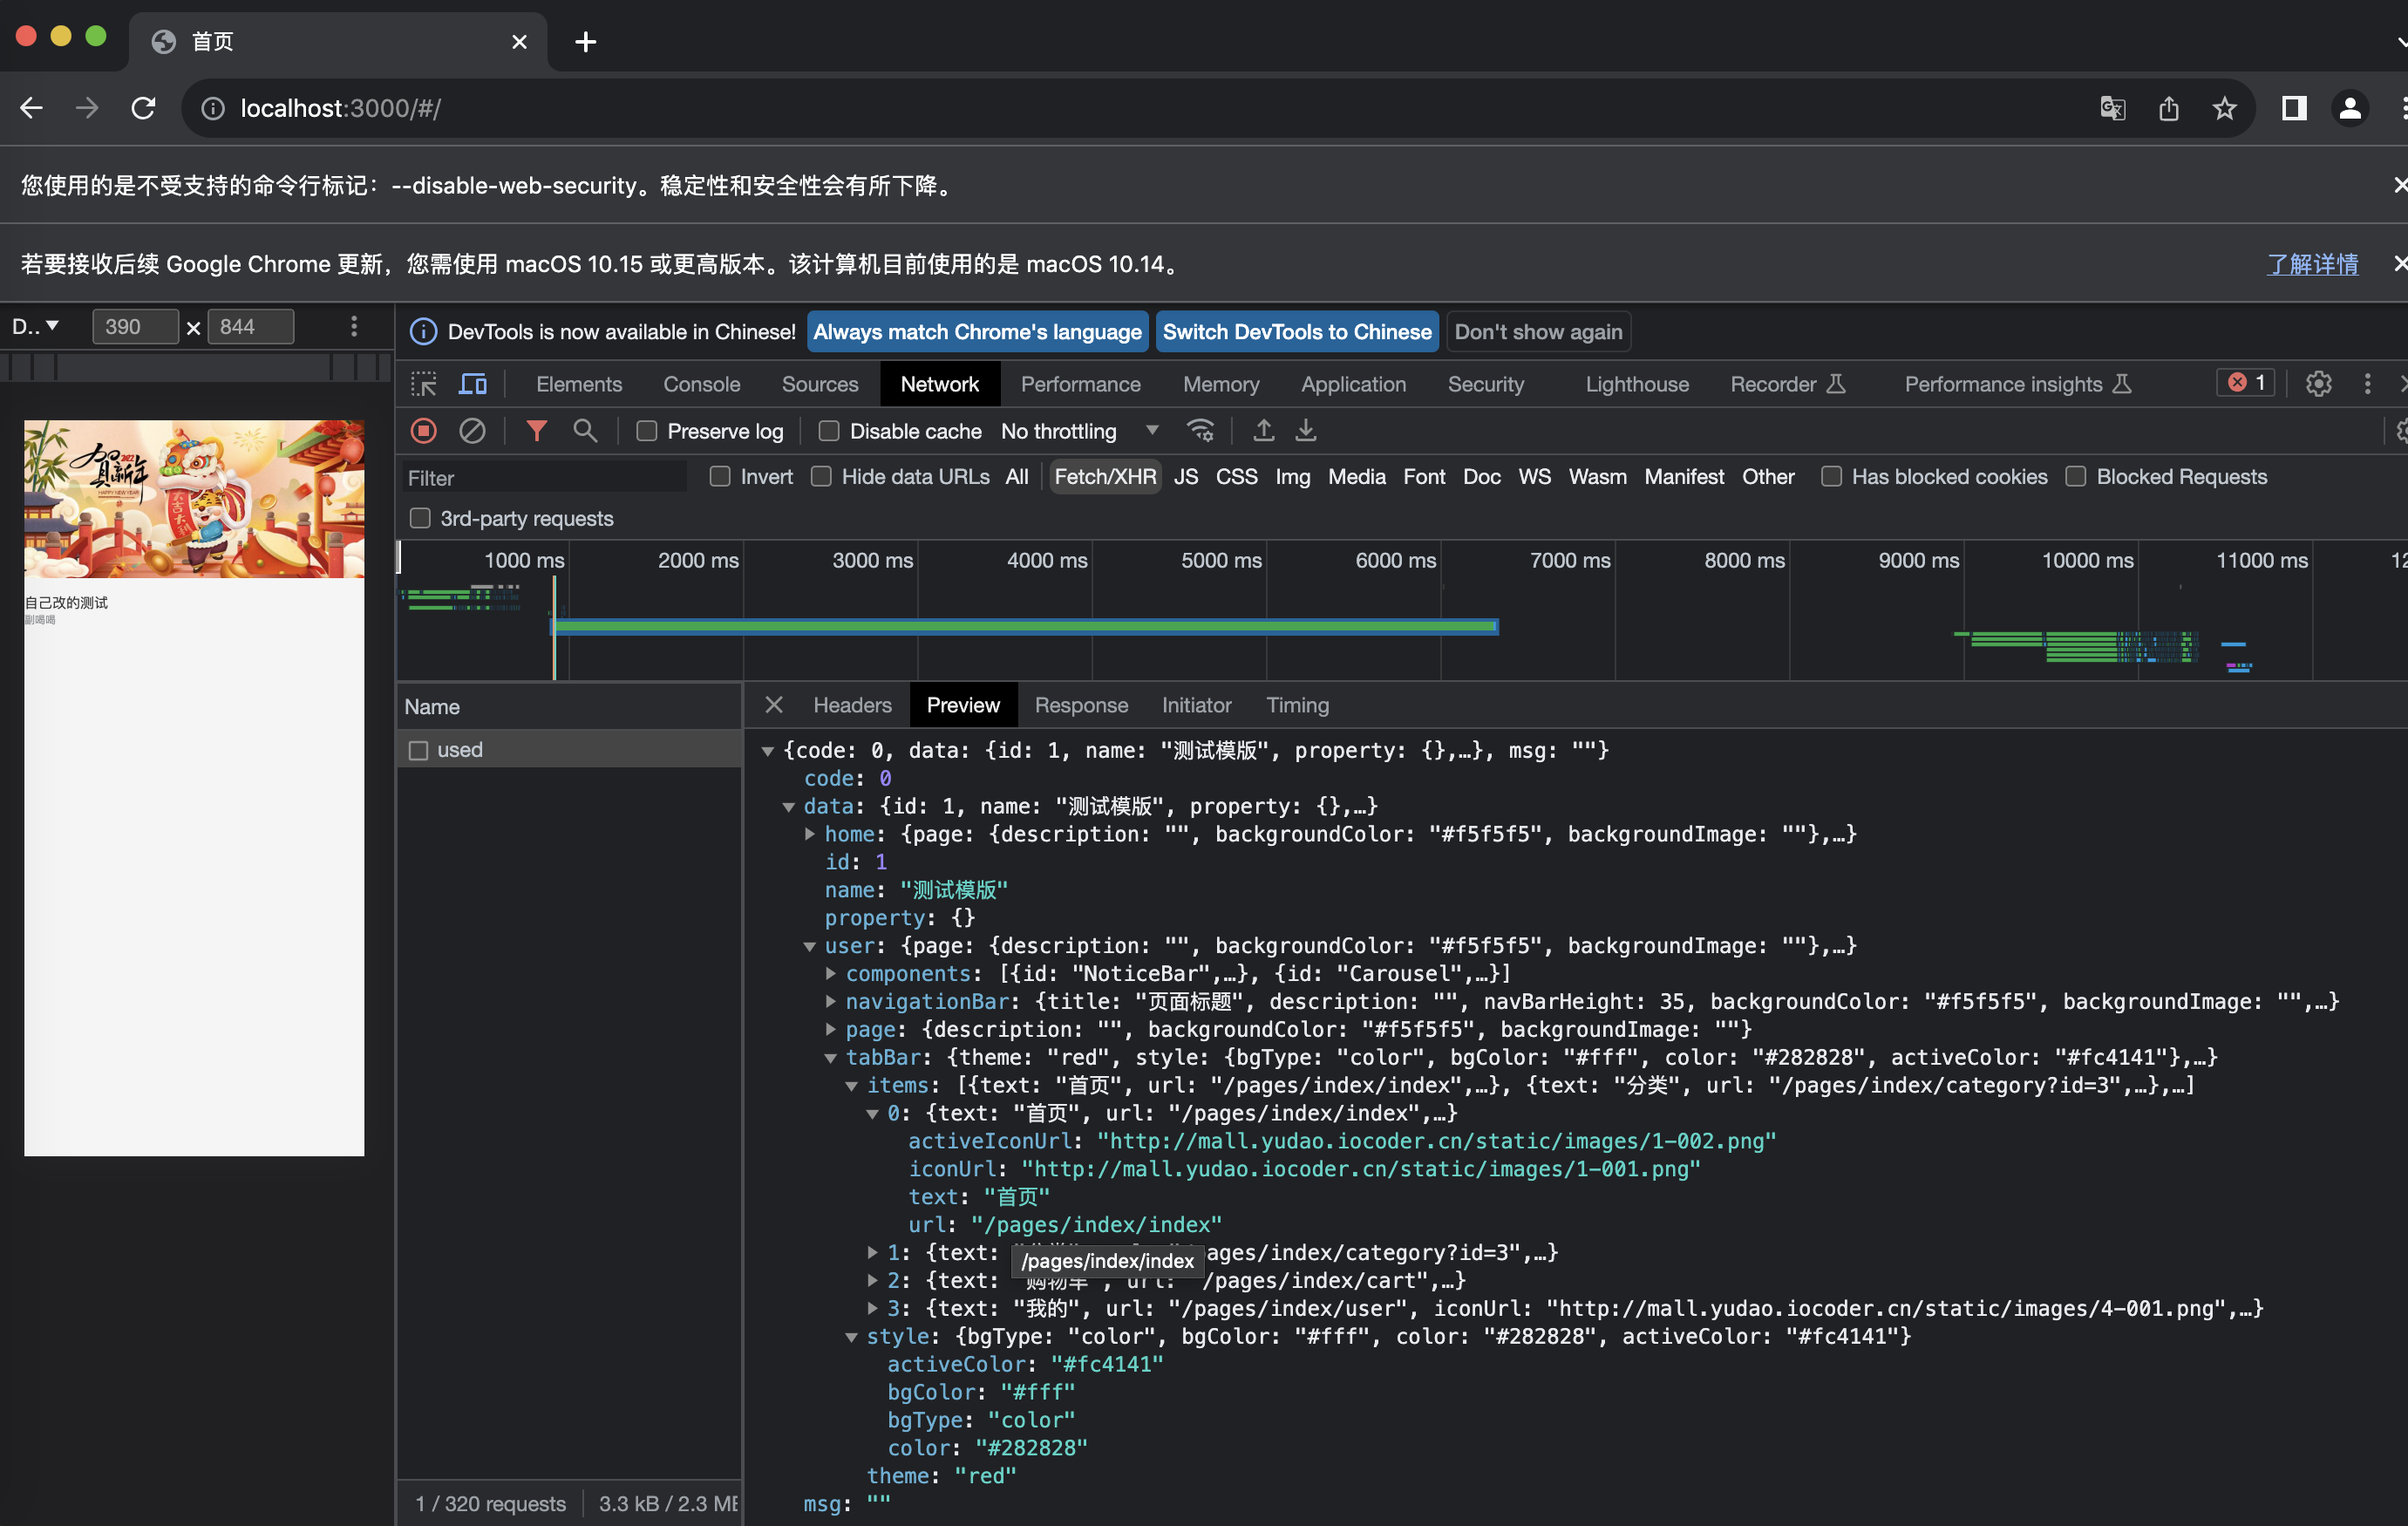 首页
localhost:3000/#/
您使用的是不受支持的命令行标记：--disable-web-security。稳定性和安全性会有所下降。
若要接收后续 Google Chrome 更新，您需使用 macOS 10.15 或更高版本。该计算机目前使用的是 macOS 10.14。 了解详情
D.. 390 × 844
DevTools is now available in Chinese! Always match Chrome's language Switch DevTools to Chinese Don't show again
Elements Console Sources Network Performance Memory Application Security Lighthouse Recorder Performance insights 1
Preserve log Disable cache No throttling
Filter Invert Hide data URLs All Fetch/XHR JS CSS Img Media Font Doc WS Wasm Manifest Other Has blocked cookies Blocked Requests
3rd-party requests
1000 ms 2000 ms 3000 ms 4000 ms 5000 ms 6000 ms 7000 ms 8000 ms 9000 ms 10000 ms 11000 ms 12
贺新年
HAPPY NEW YEAR
大吉大利
自己改的测试
副喝喝
Name
used
1 / 320 requests 3.3 kB / 2.3 ME
Headers Preview Response Initiator Timing
{code: 0, data: {id: 1, name: "测试模版", property: {},…}, msg: ""}
code: 0
data: {id: 1, name: "测试模版", property: {},…}
home: {page: {description: "", backgroundColor: "#f5f5f5", backgroundImage: ""},…}
id: 1
name: "测试模版"
property: {}
user: {page: {description: "", backgroundColor: "#f5f5f5", backgroundImage: ""},…}
components: [{id: "NoticeBar",…}, {id: "Carousel",…}]
navigationBar: {title: "页面标题", description: "", navBarHeight: 35, backgroundColor: "#f5f5f5", backgroundImage: "",…}
page: {description: "", backgroundColor: "#f5f5f5", backgroundImage: ""}
tabBar: {theme: "red", style: {bgType: "color", bgColor: "#fff", color: "#282828", activeColor: "#fc4141"},…}
items: [{text: "首页", url: "/pages/index/index",…}, {text: "分类", url: "/pages/index/category?id=3",…},…]
0: {text: "首页", url: "/pages/index/index",…}
activeIconUrl: "http://mall.yudao.iocoder.cn/static/images/1-002.png"
iconUrl: "http://mall.yudao.iocoder.cn/static/images/1-001.png"
text: "首页"
url: "/pages/index/index"
1: {text: ages/index/category?id=3",…}
/pages/index/index
2: {text: "购物车", url: "/pages/index/cart",…}
3: {text: "我的", url: "/pages/index/user", iconUrl: "http://mall.yudao.iocoder.cn/static/images/4-001.png",…}
style: {bgType: "color", bgColor: "#fff", color: "#282828", activeColor: "#fc4141"}
activeColor: "#fc4141"
bgColor: "#fff"
bgType: "color"
color: "#282828"
theme: "red"
msg: ""